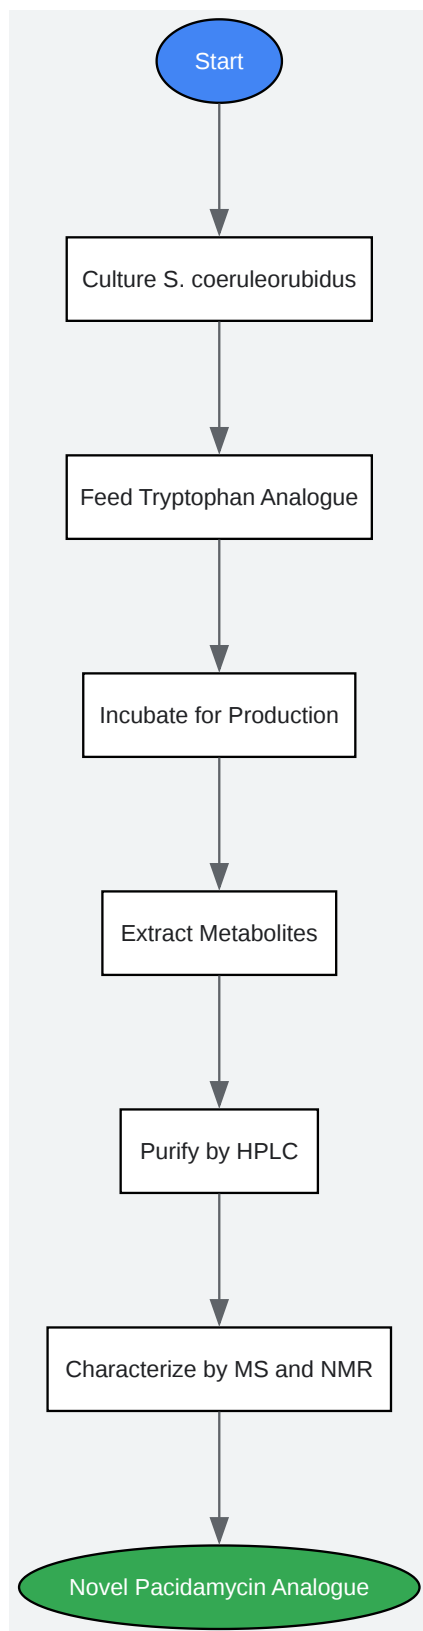 Start
Culture S. coeruleorubidus
Feed Tryptophan Analogue
Incubate for Production
Extract Metabolites
Purify by HPLC
Characterize by MS and NMR
Novel Pacidamycin Analogue